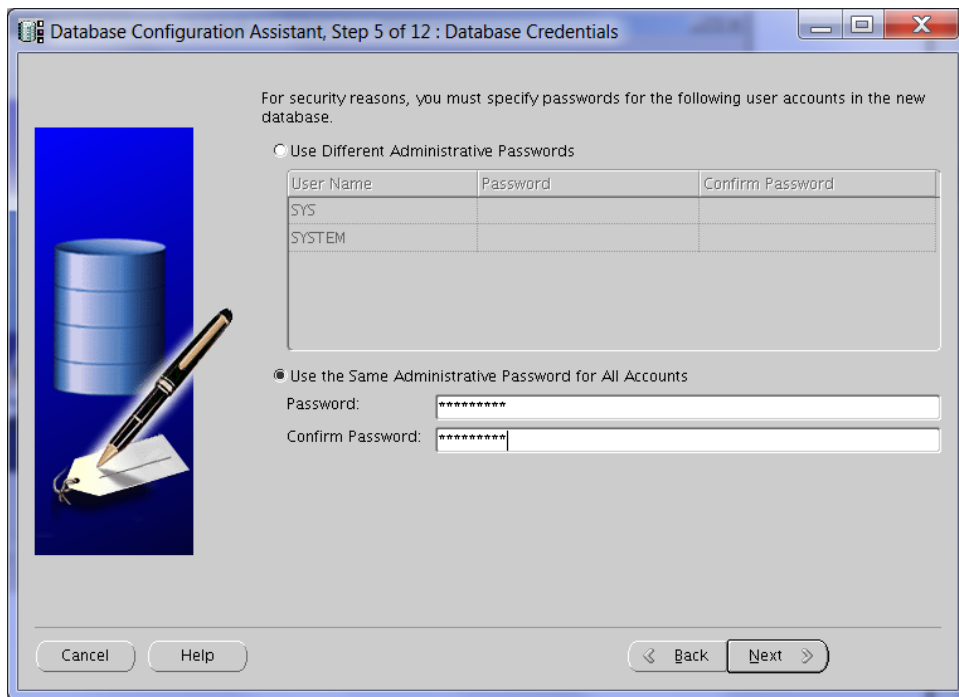 Database Configuration Assistant, Step 5 of 12 : Database Credentials
For security reasons, you must specify passwords for the following user accounts in the new
database.
Use Different Administrative Passwords
User Name Password Confirm Password
SYS
SYSTEM
Use the Same Administrative Password for All Accounts
Password: *********
Confirm Password: *********
Cancel Help Back Next